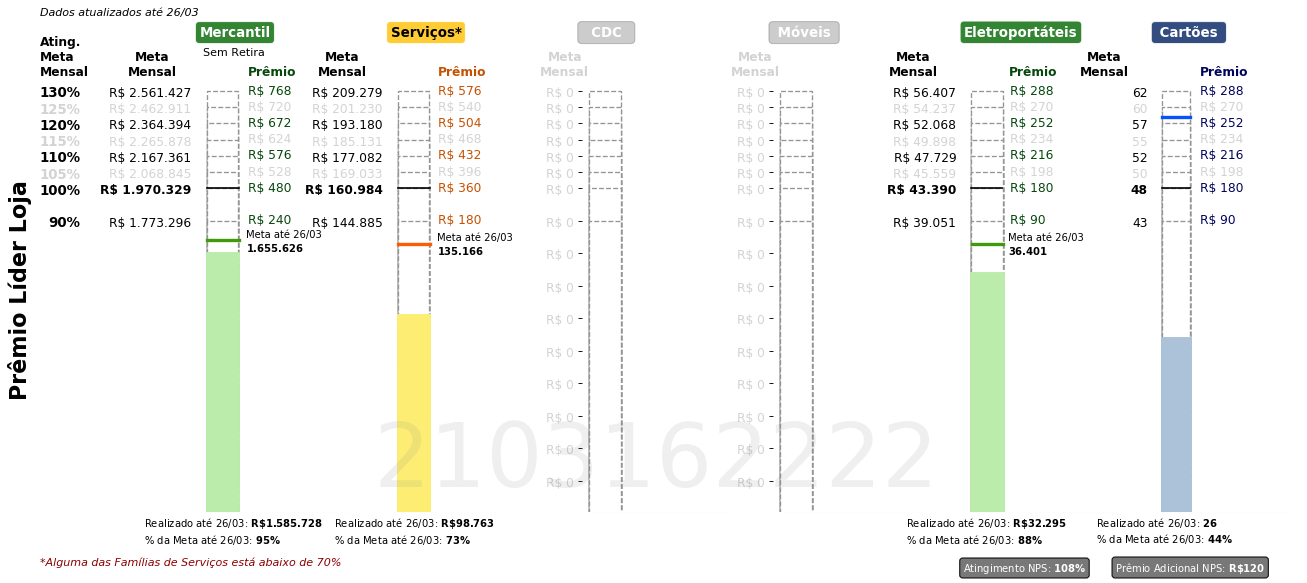 Dados atualizados até 26/03
Mercantil Serviços* CDC Móveis Eletroportáteis Cartões
Sem Retira
Ating.
Meta Meta Meta Meta Meta Meta Meta
Mensal Mensal Prêmio Mensal Prêmio Mensal Mensal Mensal Prêmio Mensal Prêmio
130% R$ 2.561.427 R$ 768 R$ 209.279 R$ 576 R$ 0 R$ 0 R$ 56.407 R$ 288 62 R$ 288
125% R$ 2.462.911 R$ 720 R$ 201.230 R$ 540 R$ 0 R$ 0 R$ 54.237 R$ 270 60 R$ 270
120% R$ 2.364.394 R$ 672 R$ 193.180 R$ 504 R$ 0 R$ 0 R$ 52.068 R$ 252 57 R$ 252
115% R$ 2.265.878 R$ 624 R$ 185.131 R$ 468 R$ 0 R$ 0 R$ 49.898 R$ 234 55 R$ 234
110% R$ 2.167.361 R$ 576 R$ 177.082 R$ 432 R$ 0 R$ 0 R$ 47.729 R$ 216 52 R$ 216
105% R$ 2.068.845 R$ 528 R$ 169.033 R$ 396 R$ 0 R$ 0 R$ 45.559 R$ 198 50 R$ 198
100% R$ 1.970.329 R$ 480 R$ 160.984 R$ 360 R$ 0 R$ 0 R$ 43.390 R$ 180 48 R$ 180
90% R$ 1.773.296 R$ 240 R$ 144.885 R$ 180 R$ 0 R$ 0 R$ 39.051 R$ 90 43 R$ 90
Meta até 26/03 Meta até 26/03 Meta até 26/03
1.655.626 135.166 36.401
R$ 0 R$ 0
R$ 0 R$ 0
R$ 0 R$ 0
R$ 0 R$ 0
R$ 0 R$ 0
R$ 0 R$ 0
R$ 0 R$ 0
R$ 0 R$ 0
Prêmio Líder Loja
2103162222
Realizado até 26/03: R$1.585.728 Realizado até 26/03: R$98.763 Realizado até 26/03: R$32.295 Realizado até 26/03: 26
% da Meta até 26/03: 95% % da Meta até 26/03: 73% % da Meta até 26/03: 88% % da Meta até 26/03: 44%
*Alguma das Famílias de Serviços está abaixo de 70%
Atingimento NPS: 108% Prêmio Adicional NPS: R$120